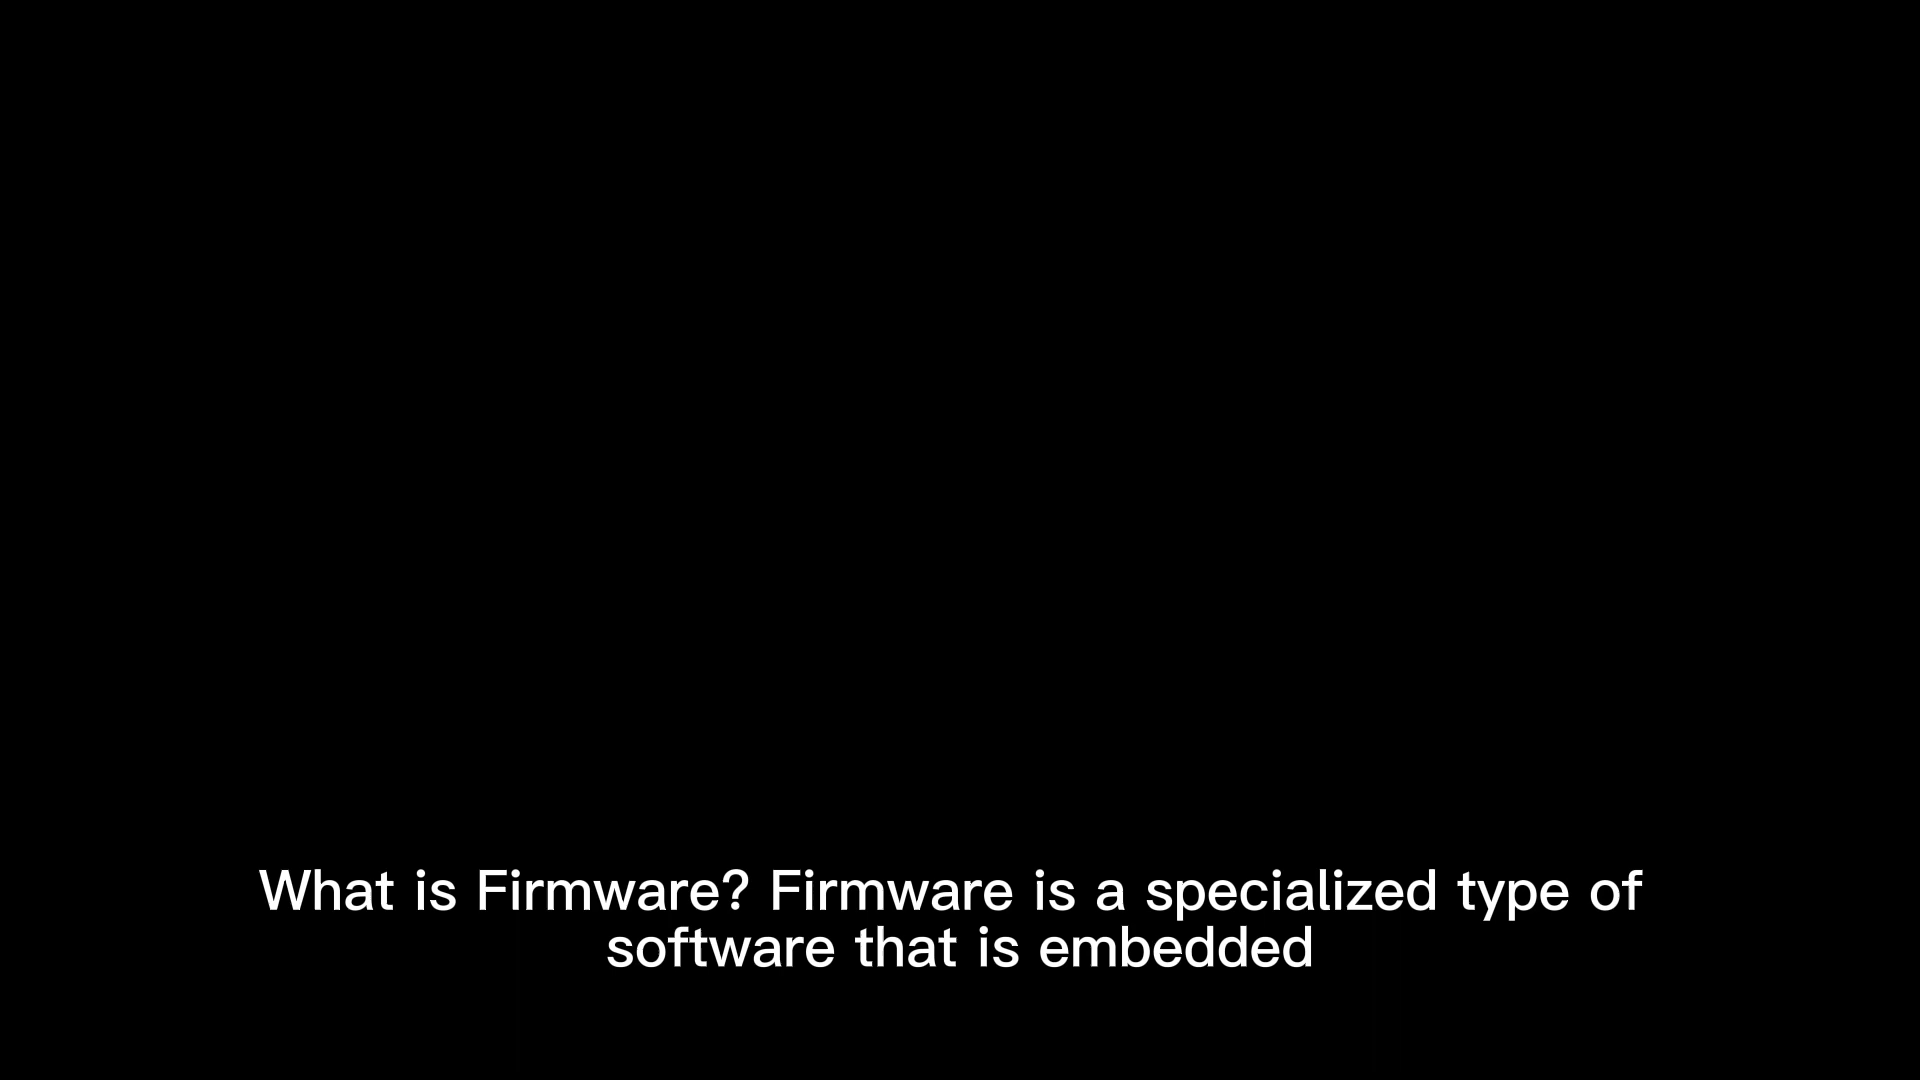 What is Firmware? Firmware is a specialized type of
software that is embedded